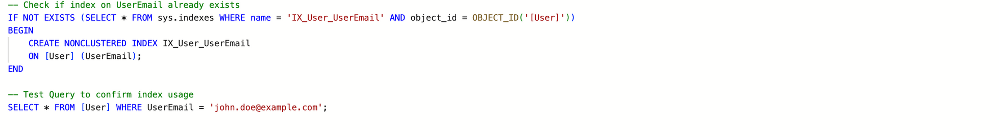 -- Check if index on UserEmail already exists
IF NOT EXISTS (SELECT * FROM sys.indexes WHERE name = 'IX_User_UserEmail' AND object_id = OBJECT_ID('[User]'))
BEGIN
    CREATE NONCLUSTERED INDEX IX_User_UserEmail
    ON [User] (UserEmail);
END

-- Test Query to confirm index usage
SELECT * FROM [User] WHERE UserEmail = 'john.doe@example.com';